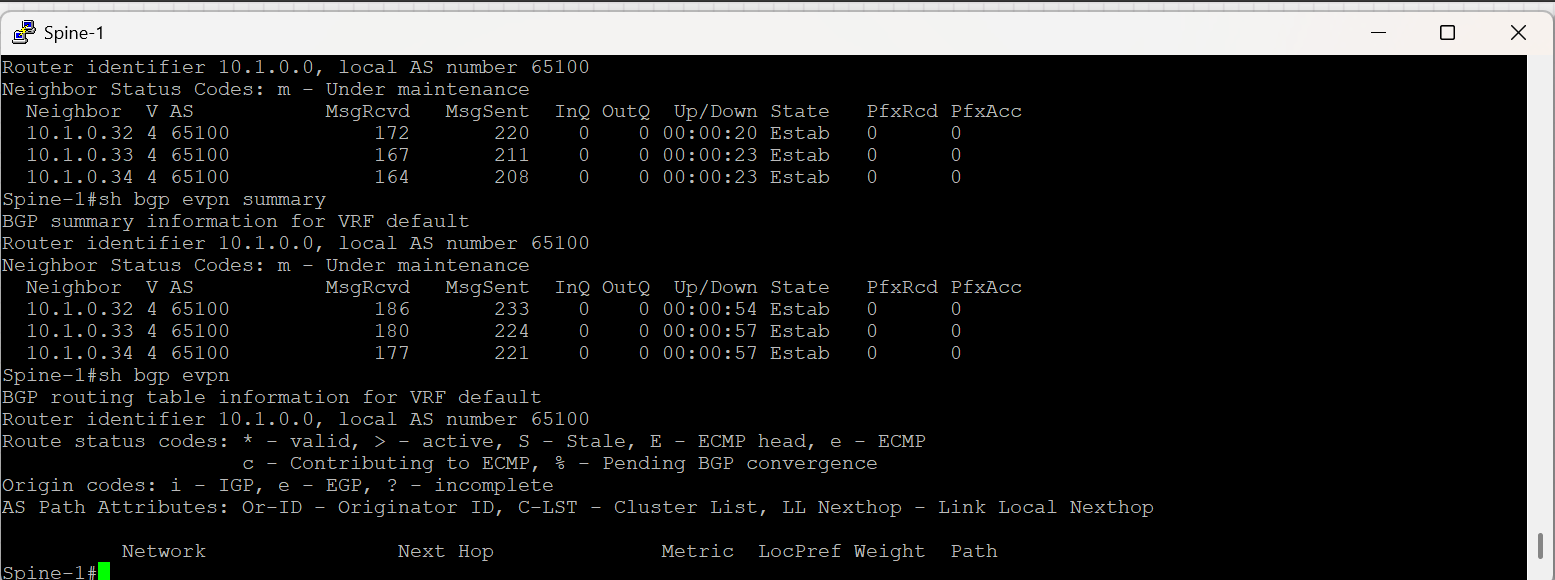 Spine-1
Router identifier 10.1.0.0, local AS number 65100
Neighbor Status Codes: m - Under maintenance
  Neighbor  V AS           MsgRcvd   MsgSent  InQ OutQ  Up/Down State   PfxRcd PfxAcc
  10.1.0.32 4 65100            172       220    0    0 00:00:20 Estab   0      0
  10.1.0.33 4 65100            167       211    0    0 00:00:23 Estab   0      0
  10.1.0.34 4 65100            164       208    0    0 00:00:23 Estab   0      0
Spine-1#sh bgp evpn summary
BGP summary information for VRF default
Router identifier 10.1.0.0, local AS number 65100
Neighbor Status Codes: m - Under maintenance
  Neighbor  V AS           MsgRcvd   MsgSent  InQ OutQ  Up/Down State   PfxRcd PfxAcc
  10.1.0.32 4 65100            186       233    0    0 00:00:54 Estab   0      0
  10.1.0.33 4 65100            180       224    0    0 00:00:57 Estab   0      0
  10.1.0.34 4 65100            177       221    0    0 00:00:57 Estab   0      0
Spine-1#sh bgp evpn
BGP routing table information for VRF default
Router identifier 10.1.0.0, local AS number 65100
Route status codes: * - valid, > - active, S - Stale, E - ECMP head, e - ECMP
                    c - Contributing to ECMP, % - Pending BGP convergence
Origin codes: i - IGP, e - EGP, ? - incomplete
AS Path Attributes: Or-ID - Originator ID, C-LST - Cluster List, LL Nexthop - Link Local Nexthop
          Network                Next Hop              Metric  LocPref Weight  Path
Spine-1#